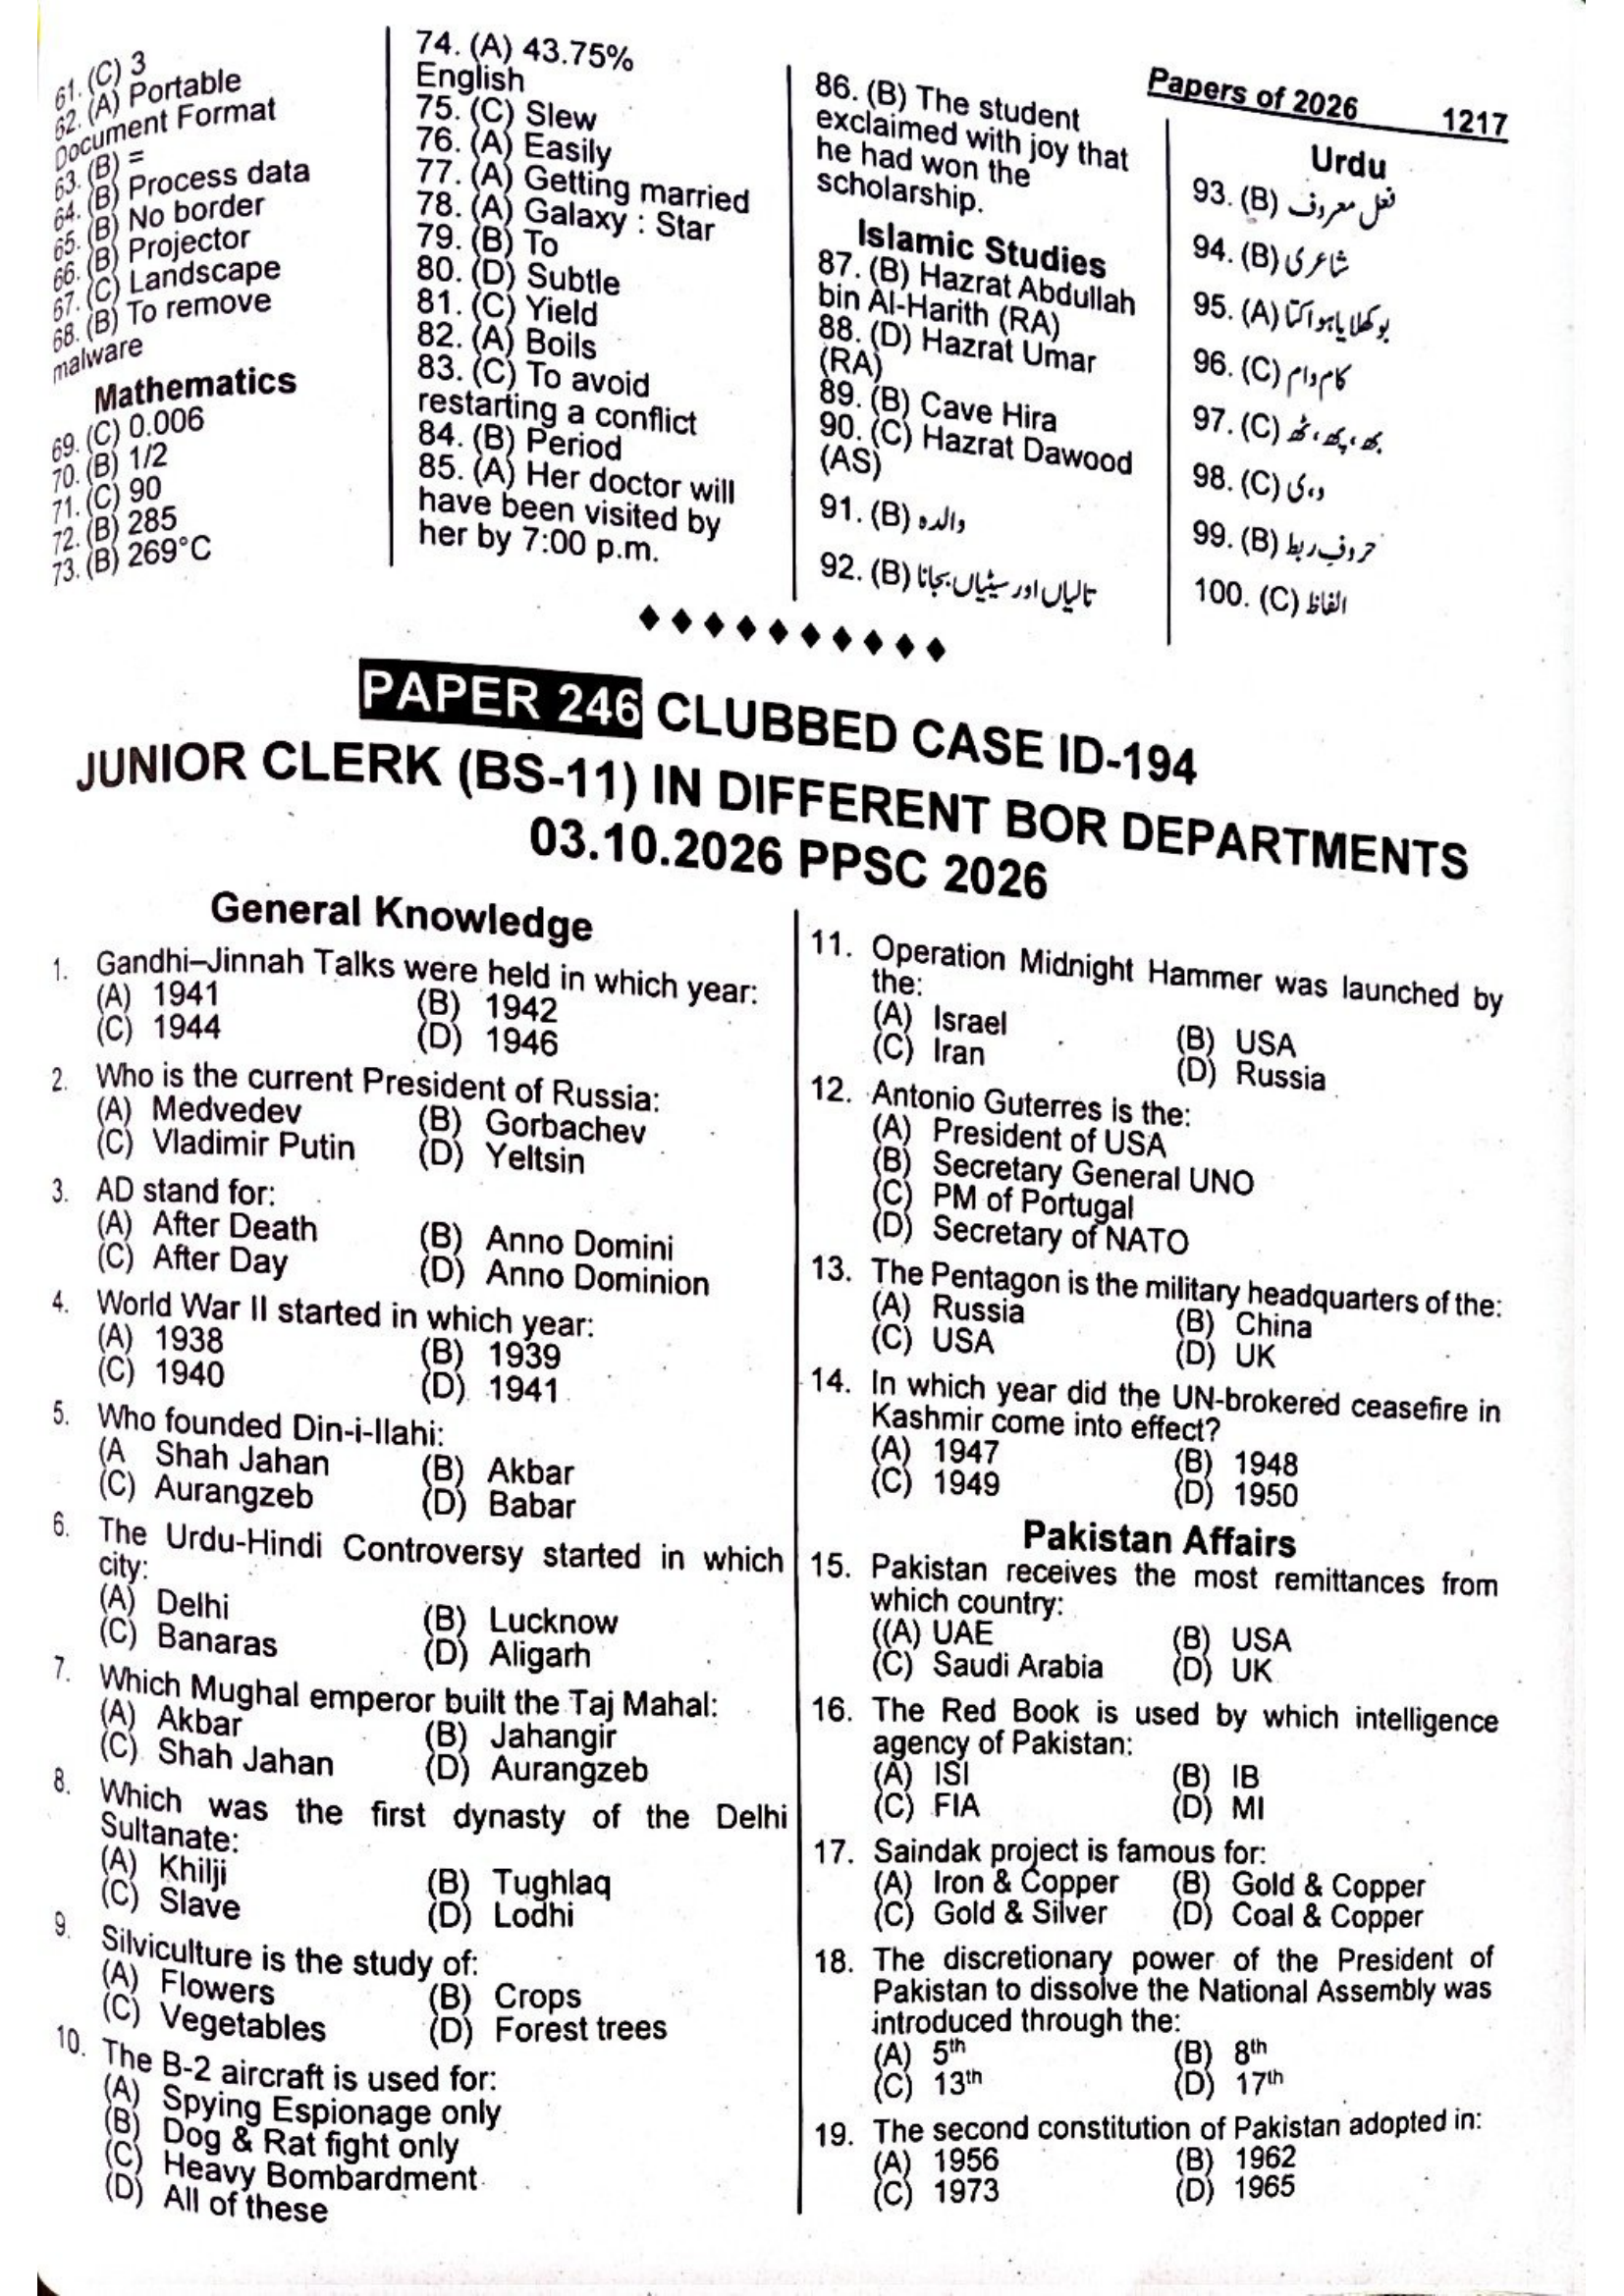 Papers of 2026 1217
61. (C) 3
62. (A) Portable
Document Format
63. (B) =
64. (B) Process data
65. (B) No border
66. (B) Projector
67. (C) Landscape
68. (B) To remove
malware
Mathematics
69. (C) 0.006
70. (B) 1/2
71. (C) 90
72. (B) 285
73. (B) 269°C
74. (A) 43.75%
English
75. (C) Slew
76. (A) Easily
77. (A) Getting married
78. (A) Galaxy : Star
79. (B) To
80. (D) Subtle
81. (C) Yield
82. (A) Boils
83. (C) To avoid
restarting a conflict
84. (B) Period
85. (A) Her doctor will
have been visited by
her by 7:00 p.m.
86. (B) The student
exclaimed with joy that
he had won the
scholarship.
Islamic Studies
87. (B) Hazrat Abdullah
bin Al-Harith (RA)
88. (D) Hazrat Umar
(RA)
89. (B) Cave Hira
90. (C) Hazrat Dawood
(AS)
91. (B) والدہ
92. (B) تالیاں اور سیٹیاں بجانا
Urdu
93. (B) فعل معروف
94. (B) شاعری
95. (A) بوکھلایا ہوا کتا
96. (C) کام دام
97. (C) بھ، پھ، تھ
98. (C) و، ی
99. (B) حروف ربط
100. (C) الفاظ
PAPER 246 CLUBBED CASE ID-194
JUNIOR CLERK (BS-11) IN DIFFERENT BOR DEPARTMENTS
03.10.2026 PPSC 2026
General Knowledge
1. Gandhi–Jinnah Talks were held in which year:
(A) 1941 (B) 1942
(C) 1944 (D) 1946
2. Who is the current President of Russia:
(A) Medvedev (B) Gorbachev
(C) Vladimir Putin (D) Yeltsin
3. AD stand for:
(A) After Death (B) Anno Domini
(C) After Day (D) Anno Dominion
4. World War II started in which year:
(A) 1938 (B) 1939
(C) 1940 (D) 1941
5. Who founded Din-i-Ilahi:
(A Shah Jahan (B) Akbar
(C) Aurangzeb (D) Babar
6. The Urdu-Hindi Controversy started in which
city:
(A) Delhi (B) Lucknow
(C) Banaras (D) Aligarh
7. Which Mughal emperor built the Taj Mahal:
(A) Akbar (B) Jahangir
(C) Shah Jahan (D) Aurangzeb
8. Which was the first dynasty of the Delhi
Sultanate:
(A) Khilji (B) Tughlaq
(C) Slave (D) Lodhi
9. Silviculture is the study of:
(A) Flowers (B) Crops
(C) Vegetables (D) Forest trees
10. The B-2 aircraft is used for:
(A) Spying Espionage only
(B) Dog & Rat fight only
(C) Heavy Bombardment
(D) All of these
11. Operation Midnight Hammer was launched by
the:
(A) Israel (B) USA
(C) Iran (D) Russia
12. Antonio Guterres is the:
(A) President of USA
(B) Secretary General UNO
(C) PM of Portugal
(D) Secretary of NATO
13. The Pentagon is the military headquarters of the:
(A) Russia (B) China
(C) USA (D) UK
14. In which year did the UN-brokered ceasefire in
Kashmir come into effect?
(A) 1947 (B) 1948
(C) 1949 (D) 1950
Pakistan Affairs
15. Pakistan receives the most remittances from
which country:
((A) UAE (B) USA
(C) Saudi Arabia (D) UK
16. The Red Book is used by which intelligence
agency of Pakistan:
(A) ISI (B) IB
(C) FIA (D) MI
17. Saindak project is famous for:
(A) Iron & Copper (B) Gold & Copper
(C) Gold & Silver (D) Coal & Copper
18. The discretionary power of the President of
Pakistan to dissolve the National Assembly was
introduced through the:
(A) 5th (B) 8th
(C) 13th (D) 17th
19. The second constitution of Pakistan adopted in:
(A) 1956 (B) 1962
(C) 1973 (D) 1965